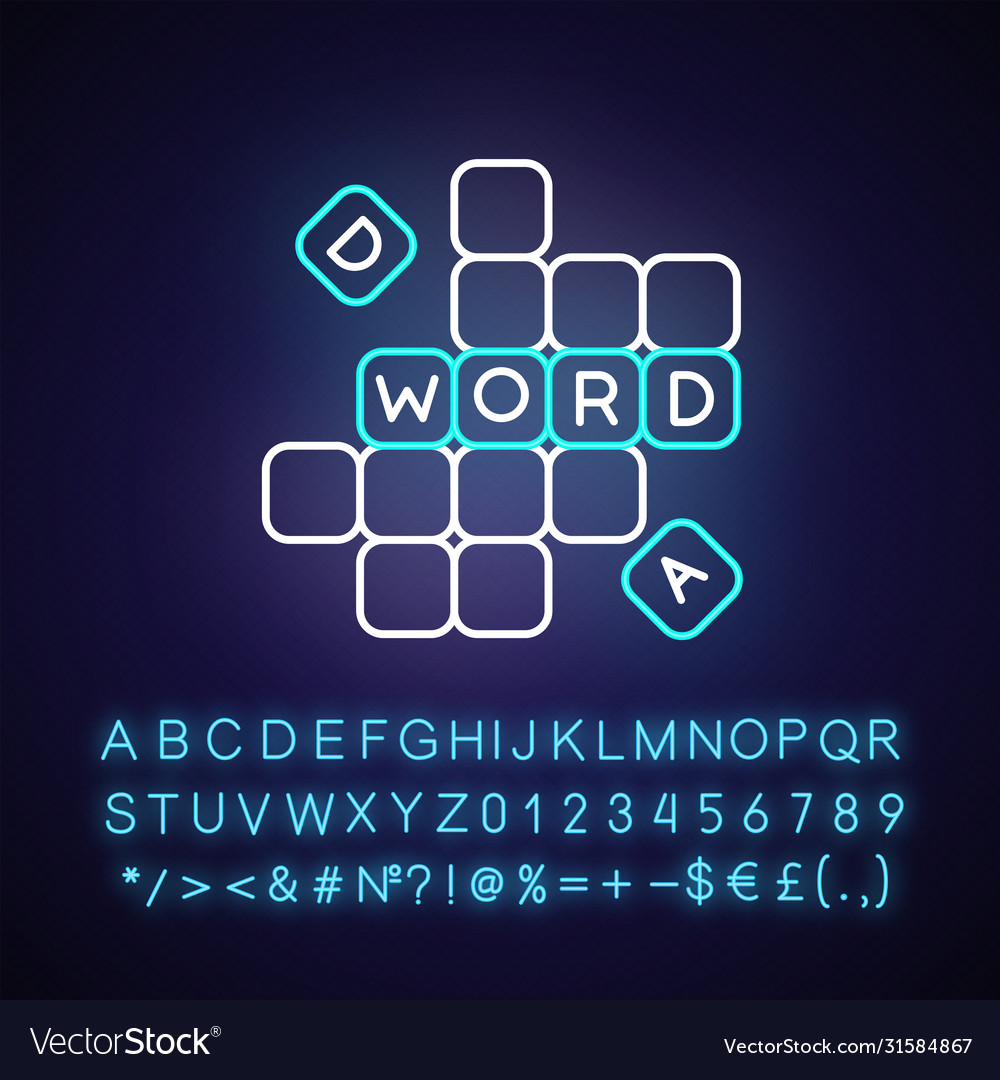 D
WORD
A
A B C D E F G H I J K L M N O P Q R
S T U V W X Y Z 0 1 2 3 4 5 6 7 8 9
* / > < & # № ? ! @ % = + − $ € £ ( . , )
VectorStock®
VectorStock.com/31584867